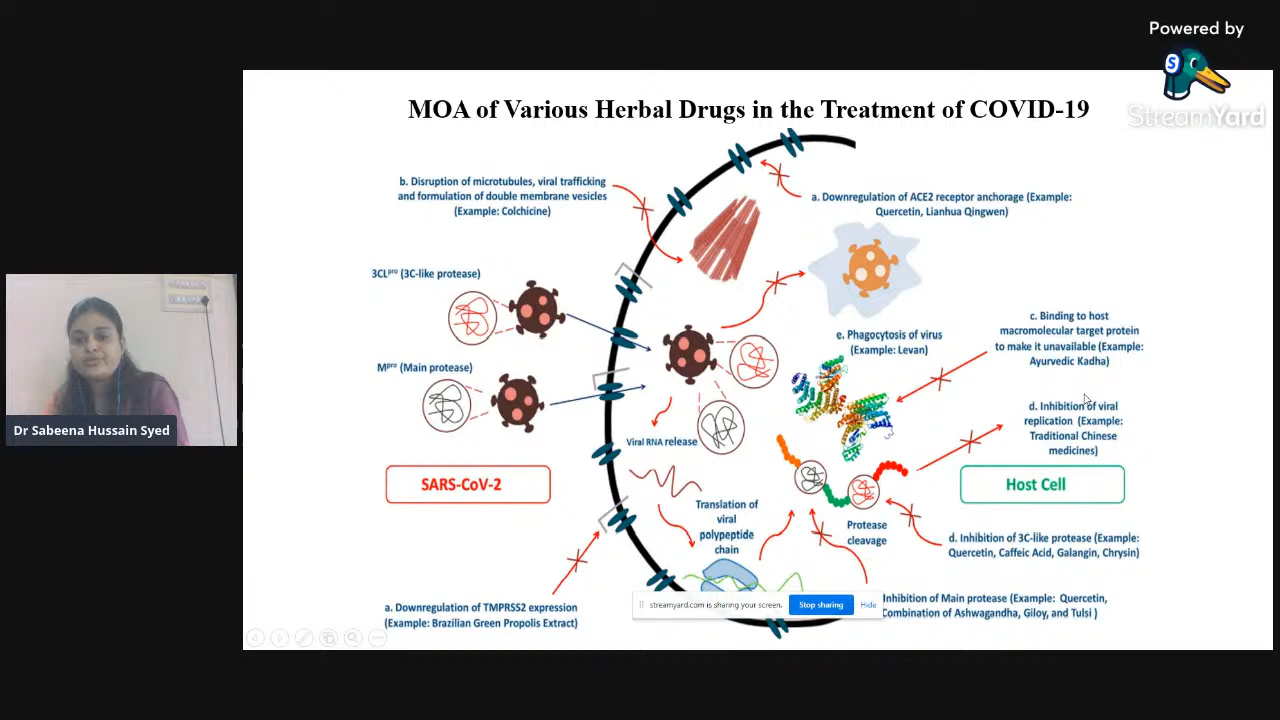 Powered by
S
StreamYard
MOA of Various Herbal Drugs in the Treatment of COVID-19
b. Disruption of microtubules, viral trafficking
and formulation of double membrane vesicles
(Example: Colchicine)
a. Downregulation of ACE2 receptor anchorage (Example:
Quercetin, Lianhua Qingwen)
3CLᵖʳᵒ (3C-like protease)
Mᵖʳᵒ (Main protease)
e. Phagocytosis of virus
(Example: Levan)
c. Binding to host
macromolecular target protein
to make it unavailable (Example:
Ayurvedic Kadha)
d. Inhibition of viral
replication (Example:
Traditional Chinese
medicines)
Viral RNA release
Dr Sabeena Hussain Syed
SARS-CoV-2
Host Cell
Translation of
viral
polypeptide
chain
Protease
cleavage
d. Inhibition of 3C-like protease (Example:
Quercetin, Caffeic Acid, Galangin, Chrysin)
a. Downregulation of TMPRSS2 expression
(Example: Brazilian Green Propolis Extract)
streamyard.com is sharing your screen.
Stop sharing
Hide
Inhibition of Main protease (Example: Quercetin,
Combination of Ashwagandha, Giloy, and Tulsi )